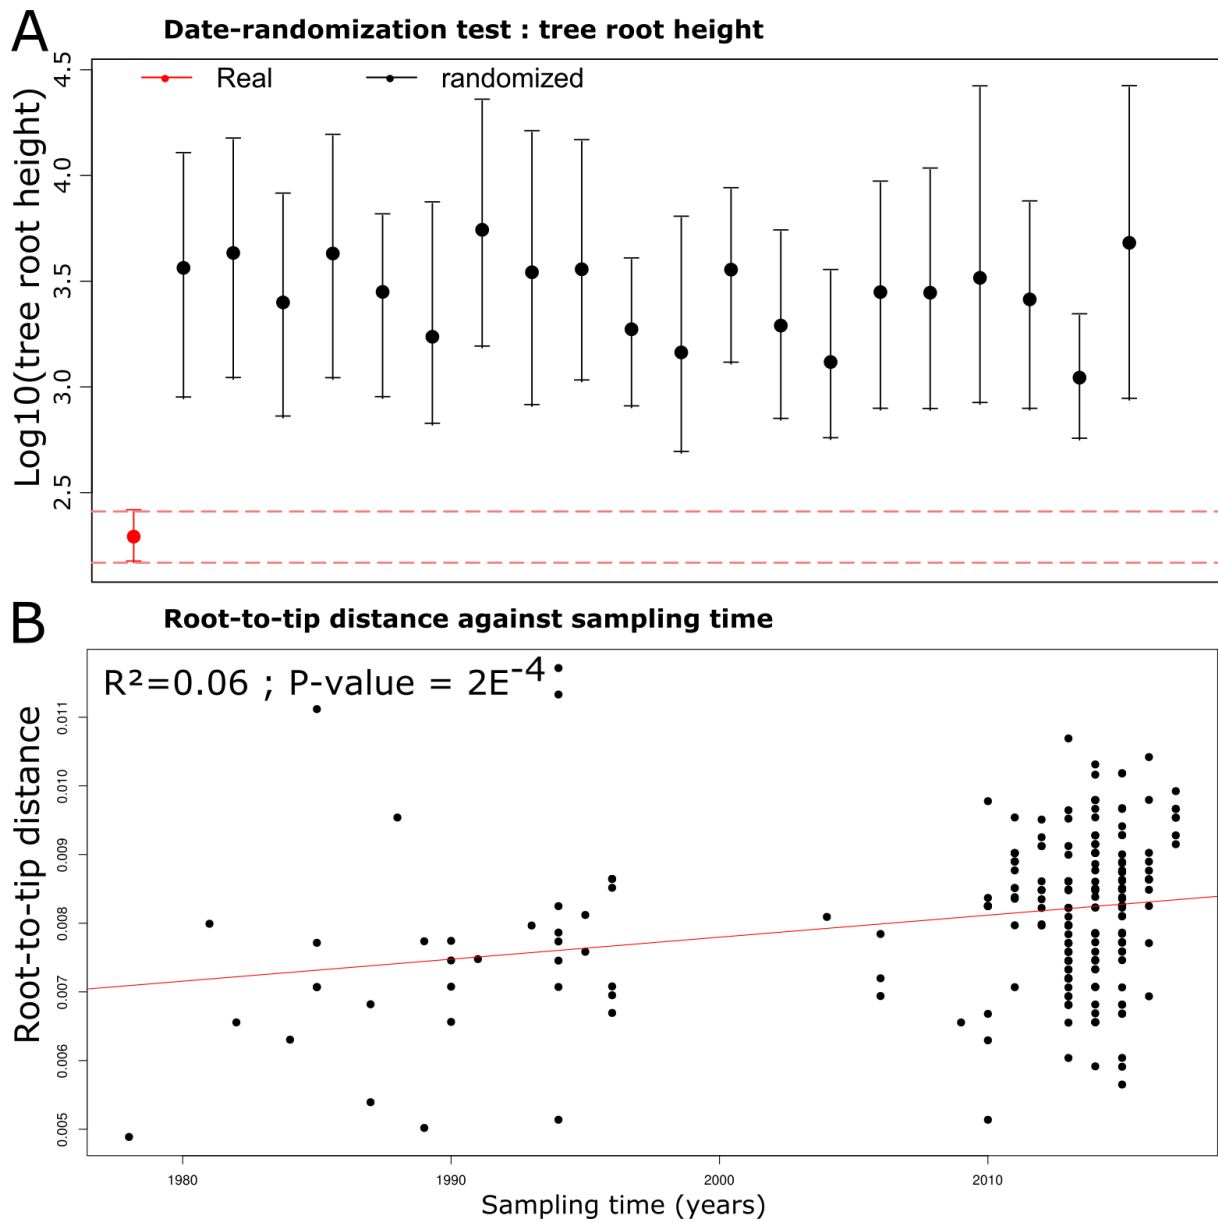 A
Date-randomization test : tree root height
Real
randomized
Log10(tree root height)
4.5
4.0
3.5
3.0
2.5
B
Root-to-tip distance against sampling time
R²=0.06 ; P-value = 2E⁻⁴
Root-to-tip distance
0.011
0.010
0.009
0.008
0.007
0.006
0.005
1980 1990 2000 2010
Sampling time (years)